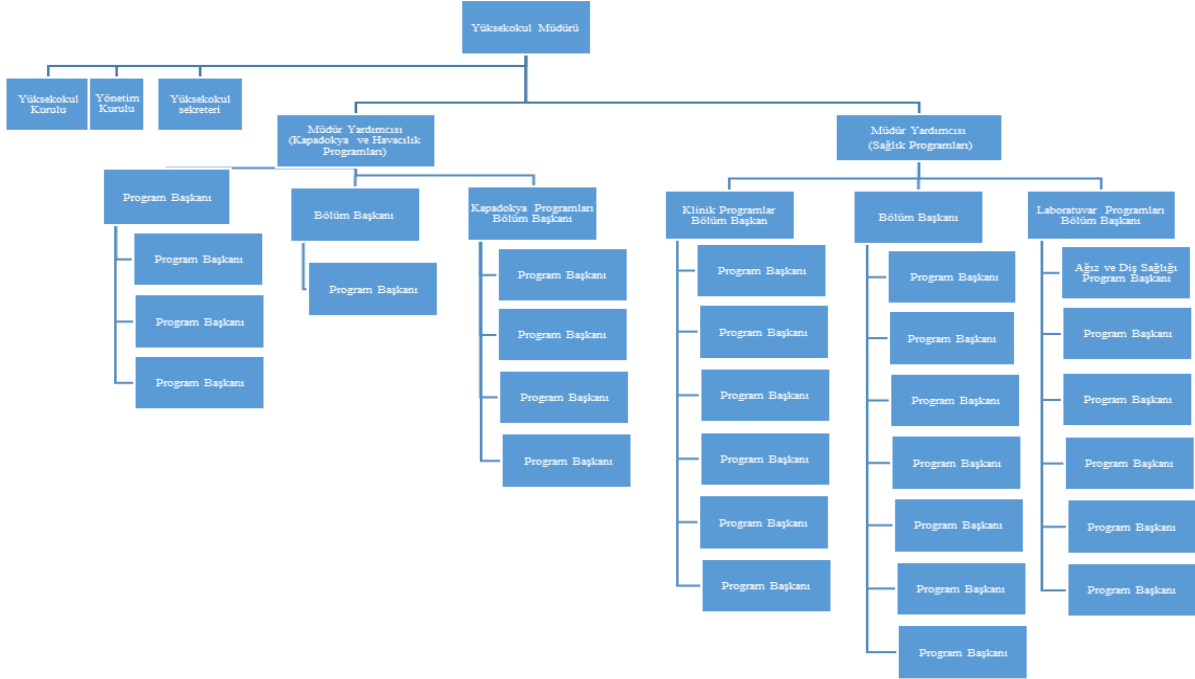 Yüksekokul Müdürü
Yüksekokul
Kurulu
Yönetim
Kurulu
Yüksekokul
sekreteri
Müdür Yardımcısı
(Kapadokya ve Havacılık
Programları)
Müdür Yardımcısı
(Sağlık Programları)
Program Başkanı
Program Başkanı
Program Başkanı
Program Başkanı
Bölüm Başkanı
Program Başkanı
Kapadokya Programları
Bölüm Başkanı
Program Başkanı
Program Başkanı
Program Başkanı
Program Başkanı
Klinik Programlar
Bölüm Başkan
Program Başkanı
Program Başkanı
Program Başkanı
Program Başkanı
Program Başkanı
Program Başkanı
Bölüm Başkanı
Program Başkanı
Program Başkanı
Program Başkanı
Program Başkanı
Program Başkanı
Program Başkanı
Program Başkanı
Laboratuvar Programları
Bölüm Başkanı
Ağız ve Diş Sağlığı
Program Başkanı
Program Başkanı
Program Başkanı
Program Başkanı
Program Başkanı
Program Başkanı